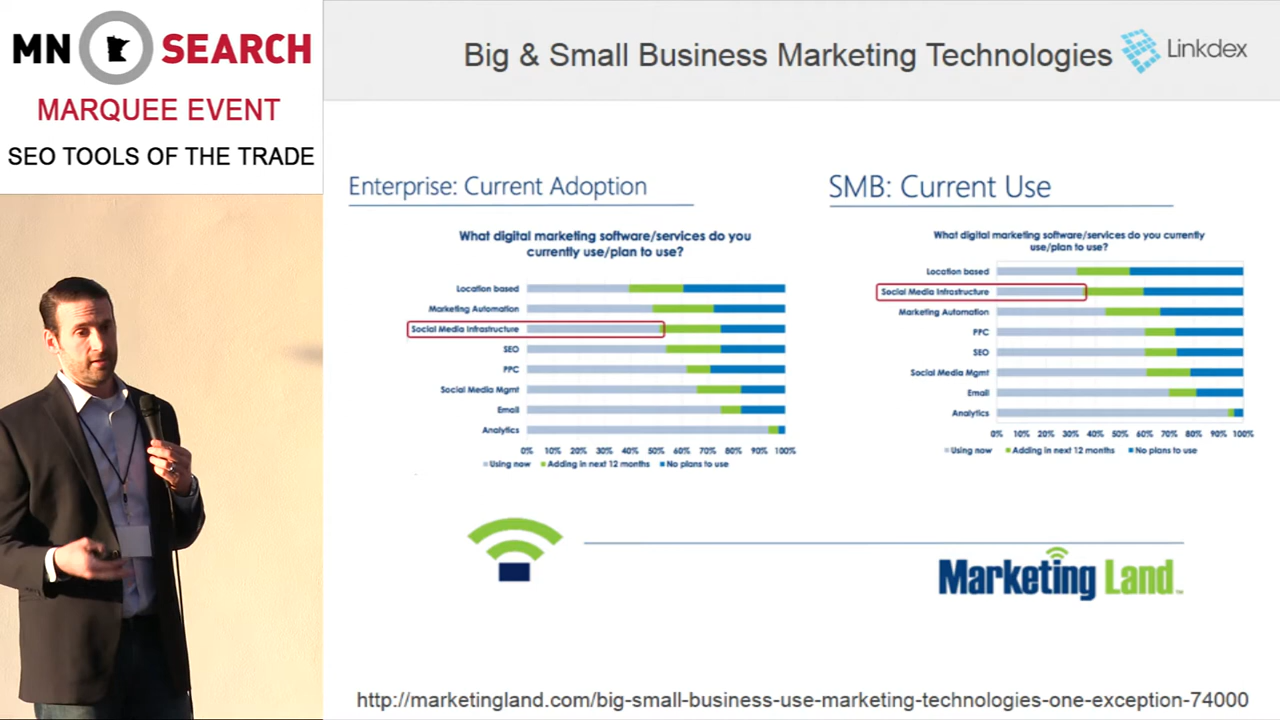 MN SEARCH
MARQUEE EVENT
SEO TOOLS OF THE TRADE
Big & Small Business Marketing Technologies
Linkdex
Enterprise: Current Adoption
What digital marketing software/services do you
currently use/plan to use?
Location based
Marketing Automation
Social Media Infrastructure
SEO
PPC
Social Media Mgmt
Email
Analytics
0% 10% 20% 30% 40% 50% 60% 70% 80% 90% 100%
Using now Adding in next 12 months No plans to use
SMB: Current Use
What digital marketing software/services do you currently
use/plan to use?
Location based
Social Media Infrastructure
Marketing Automation
PPC
SEO
Social Media Mgmt
Email
Analytics
0% 10% 20% 30% 40% 50% 60% 70% 80% 90% 100%
Using now Adding in next 12 months No plans to use
Marketing Land™
http://marketingland.com/big-small-business-use-marketing-technologies-one-exception-74000